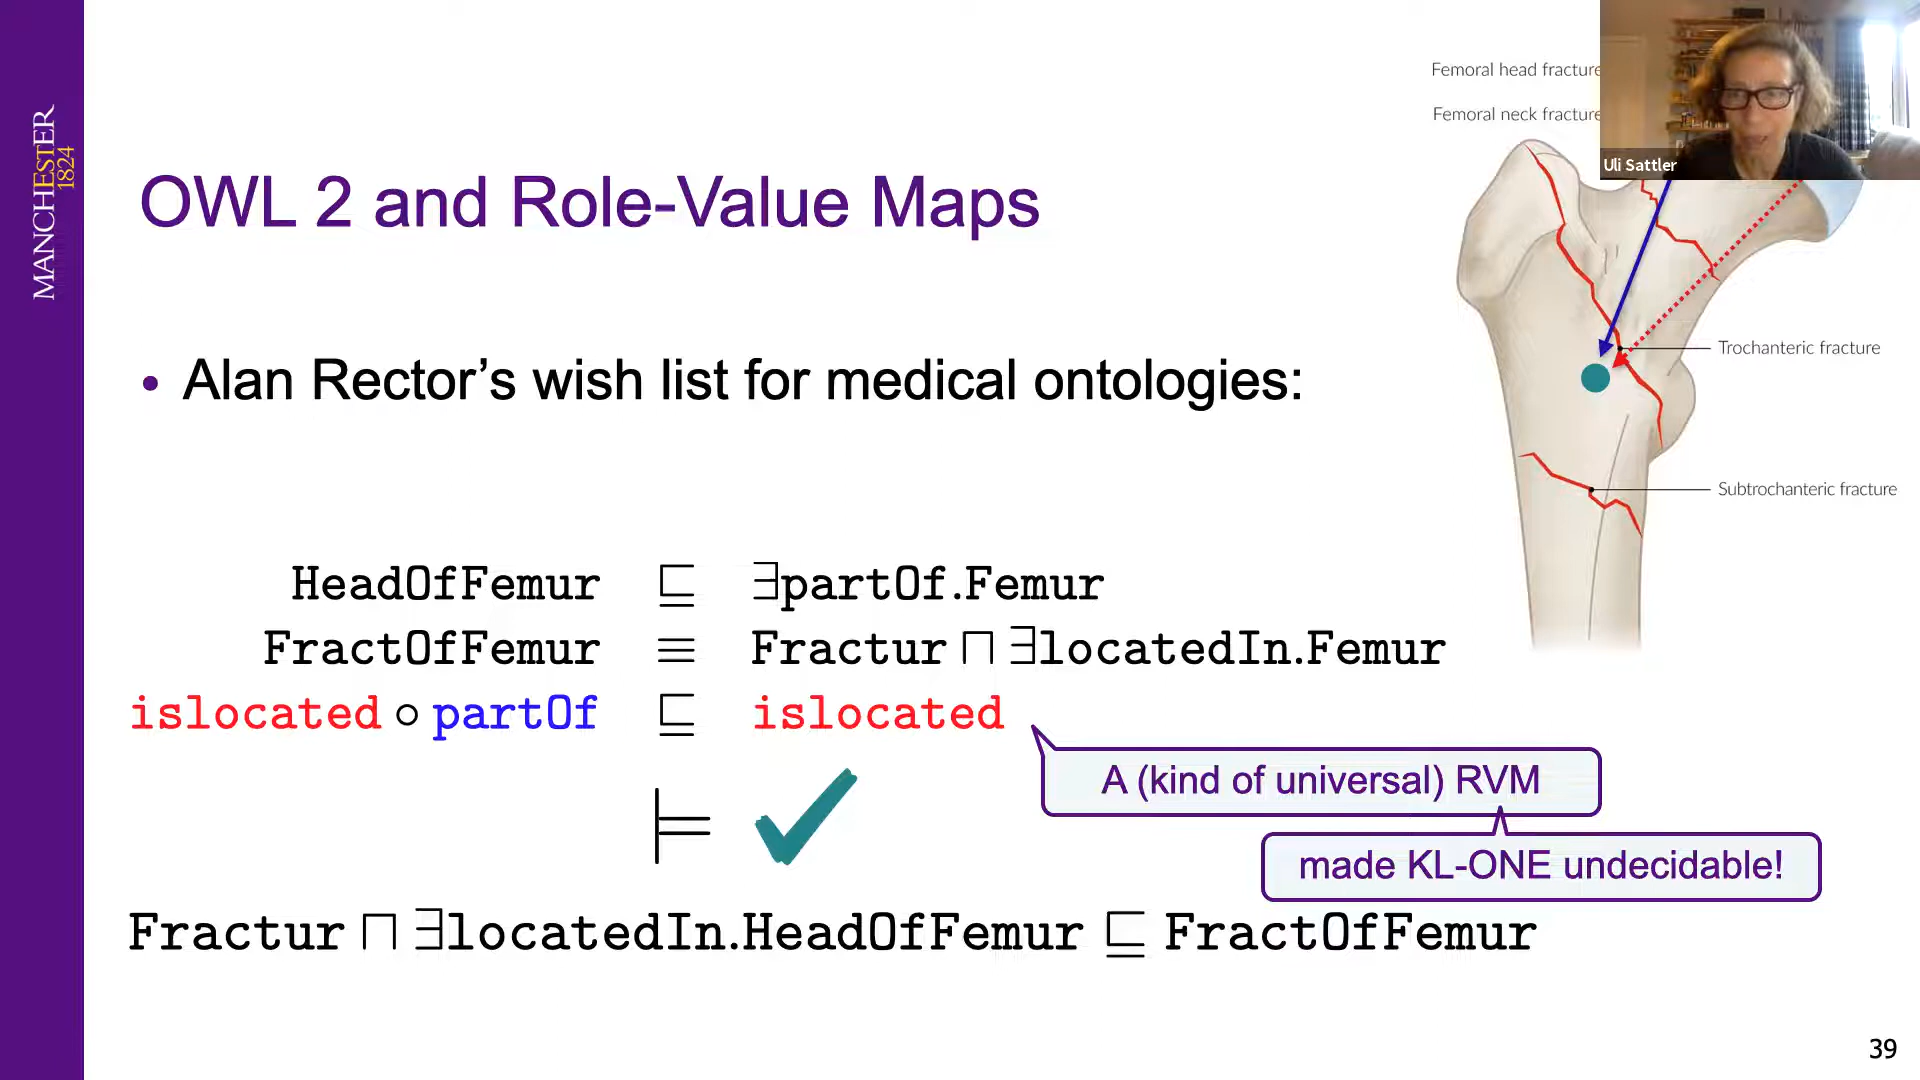 MANCHESTER
1824
Femoral head fracture
Femoral neck fracture
Uli Sattler
OWL 2 and Role-Value Maps
• Alan Rector’s wish list for medical ontologies:
Trochanteric fracture
Subtrochanteric fracture
HeadOfFemur ⊑ ∃partOf.Femur
FractOfFemur ≡ Fractur ⊓ ∃locatedIn.Femur
islocated ∘ partOf ⊑ islocated
A (kind of universal) RVM
⊨ ✓
made KL-ONE undecidable!
Fractur ⊓ ∃locatedIn.HeadOfFemur ⊑ FractOfFemur
39